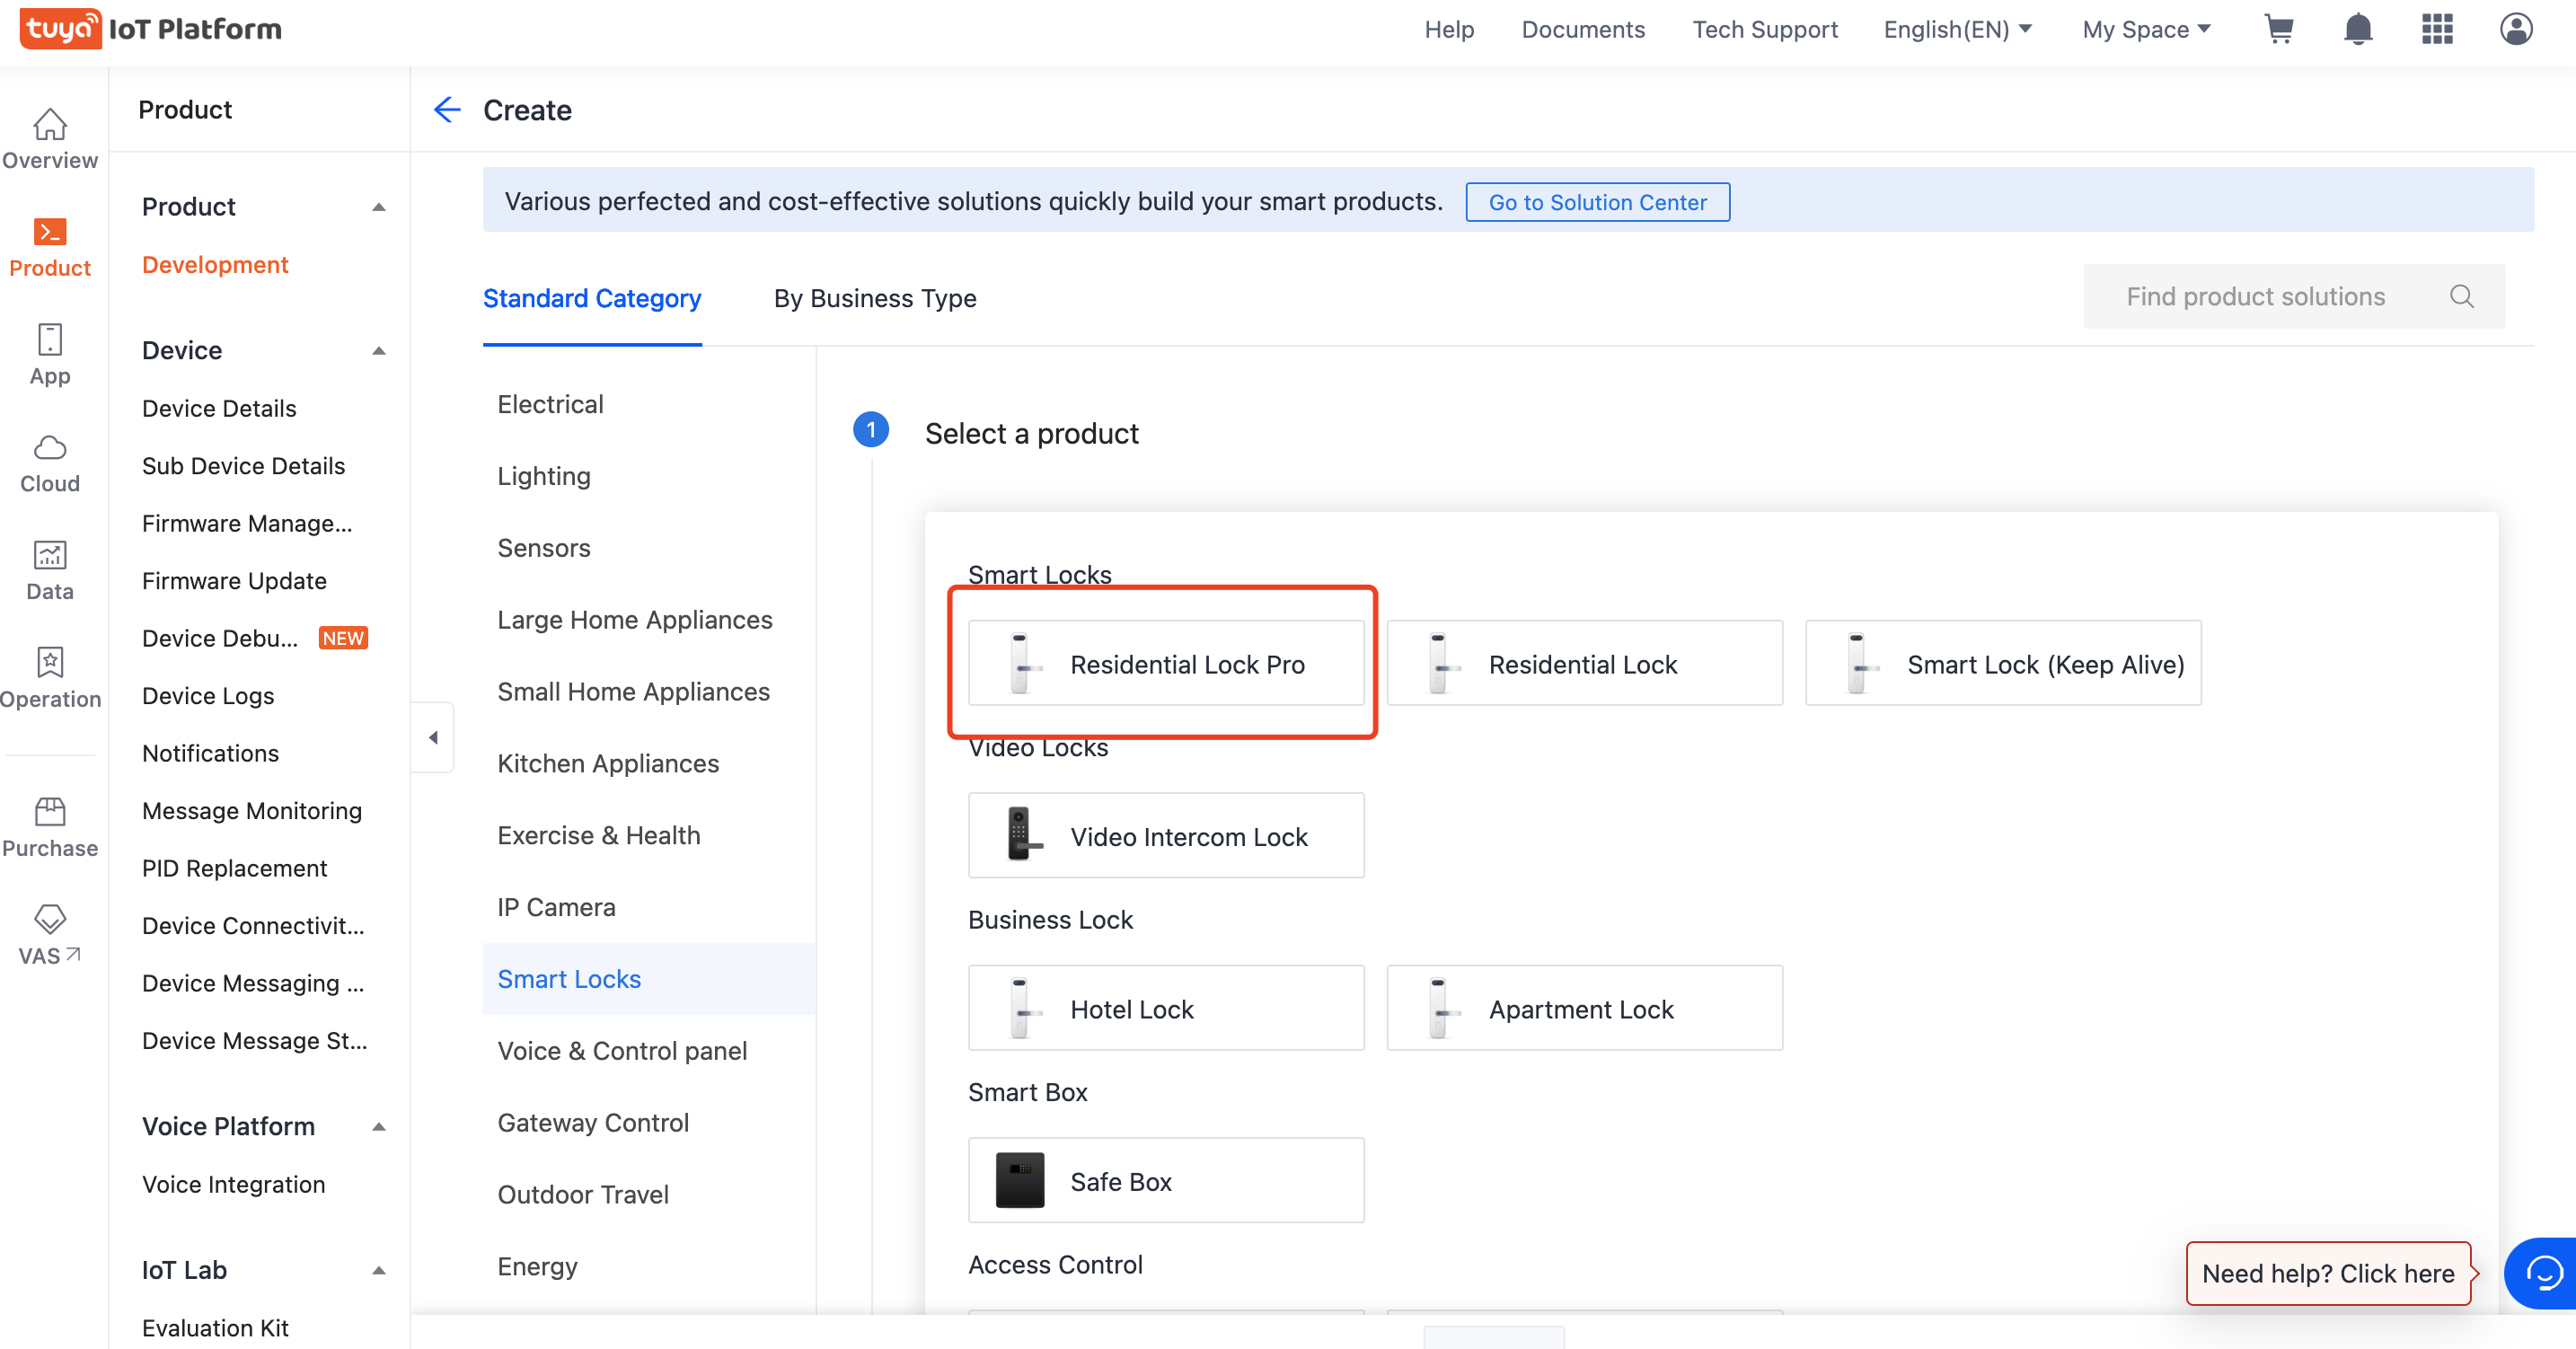 tuya IoT Platform
Help
Documents
Tech Support
English(EN)
My Space
Overview
Product
App
Cloud
Data
Operation
Purchase
VAS
Product
Product
Development
Device
Device Details
Sub Device Details
Firmware Manage...
Firmware Update
Device Debu... NEW
Device Logs
Notifications
Message Monitoring
PID Replacement
Device Connectivit...
Device Messaging ...
Device Message St...
Voice Platform
Voice Integration
IoT Lab
Evaluation Kit
Create
Various perfected and cost-effective solutions quickly build your smart products. Go to Solution Center
Standard Category
By Business Type
Find product solutions
Electrical
Lighting
Sensors
Large Home Appliances
Small Home Appliances
Kitchen Appliances
Exercise & Health
IP Camera
Smart Locks
Voice & Control panel
Gateway Control
Outdoor Travel
Energy
1 Select a product
Smart Locks
Residential Lock Pro
Residential Lock
Smart Lock (Keep Alive)
Video Locks
Video Intercom Lock
Business Lock
Hotel Lock
Apartment Lock
Smart Box
Safe Box
Access Control
Need help? Click here